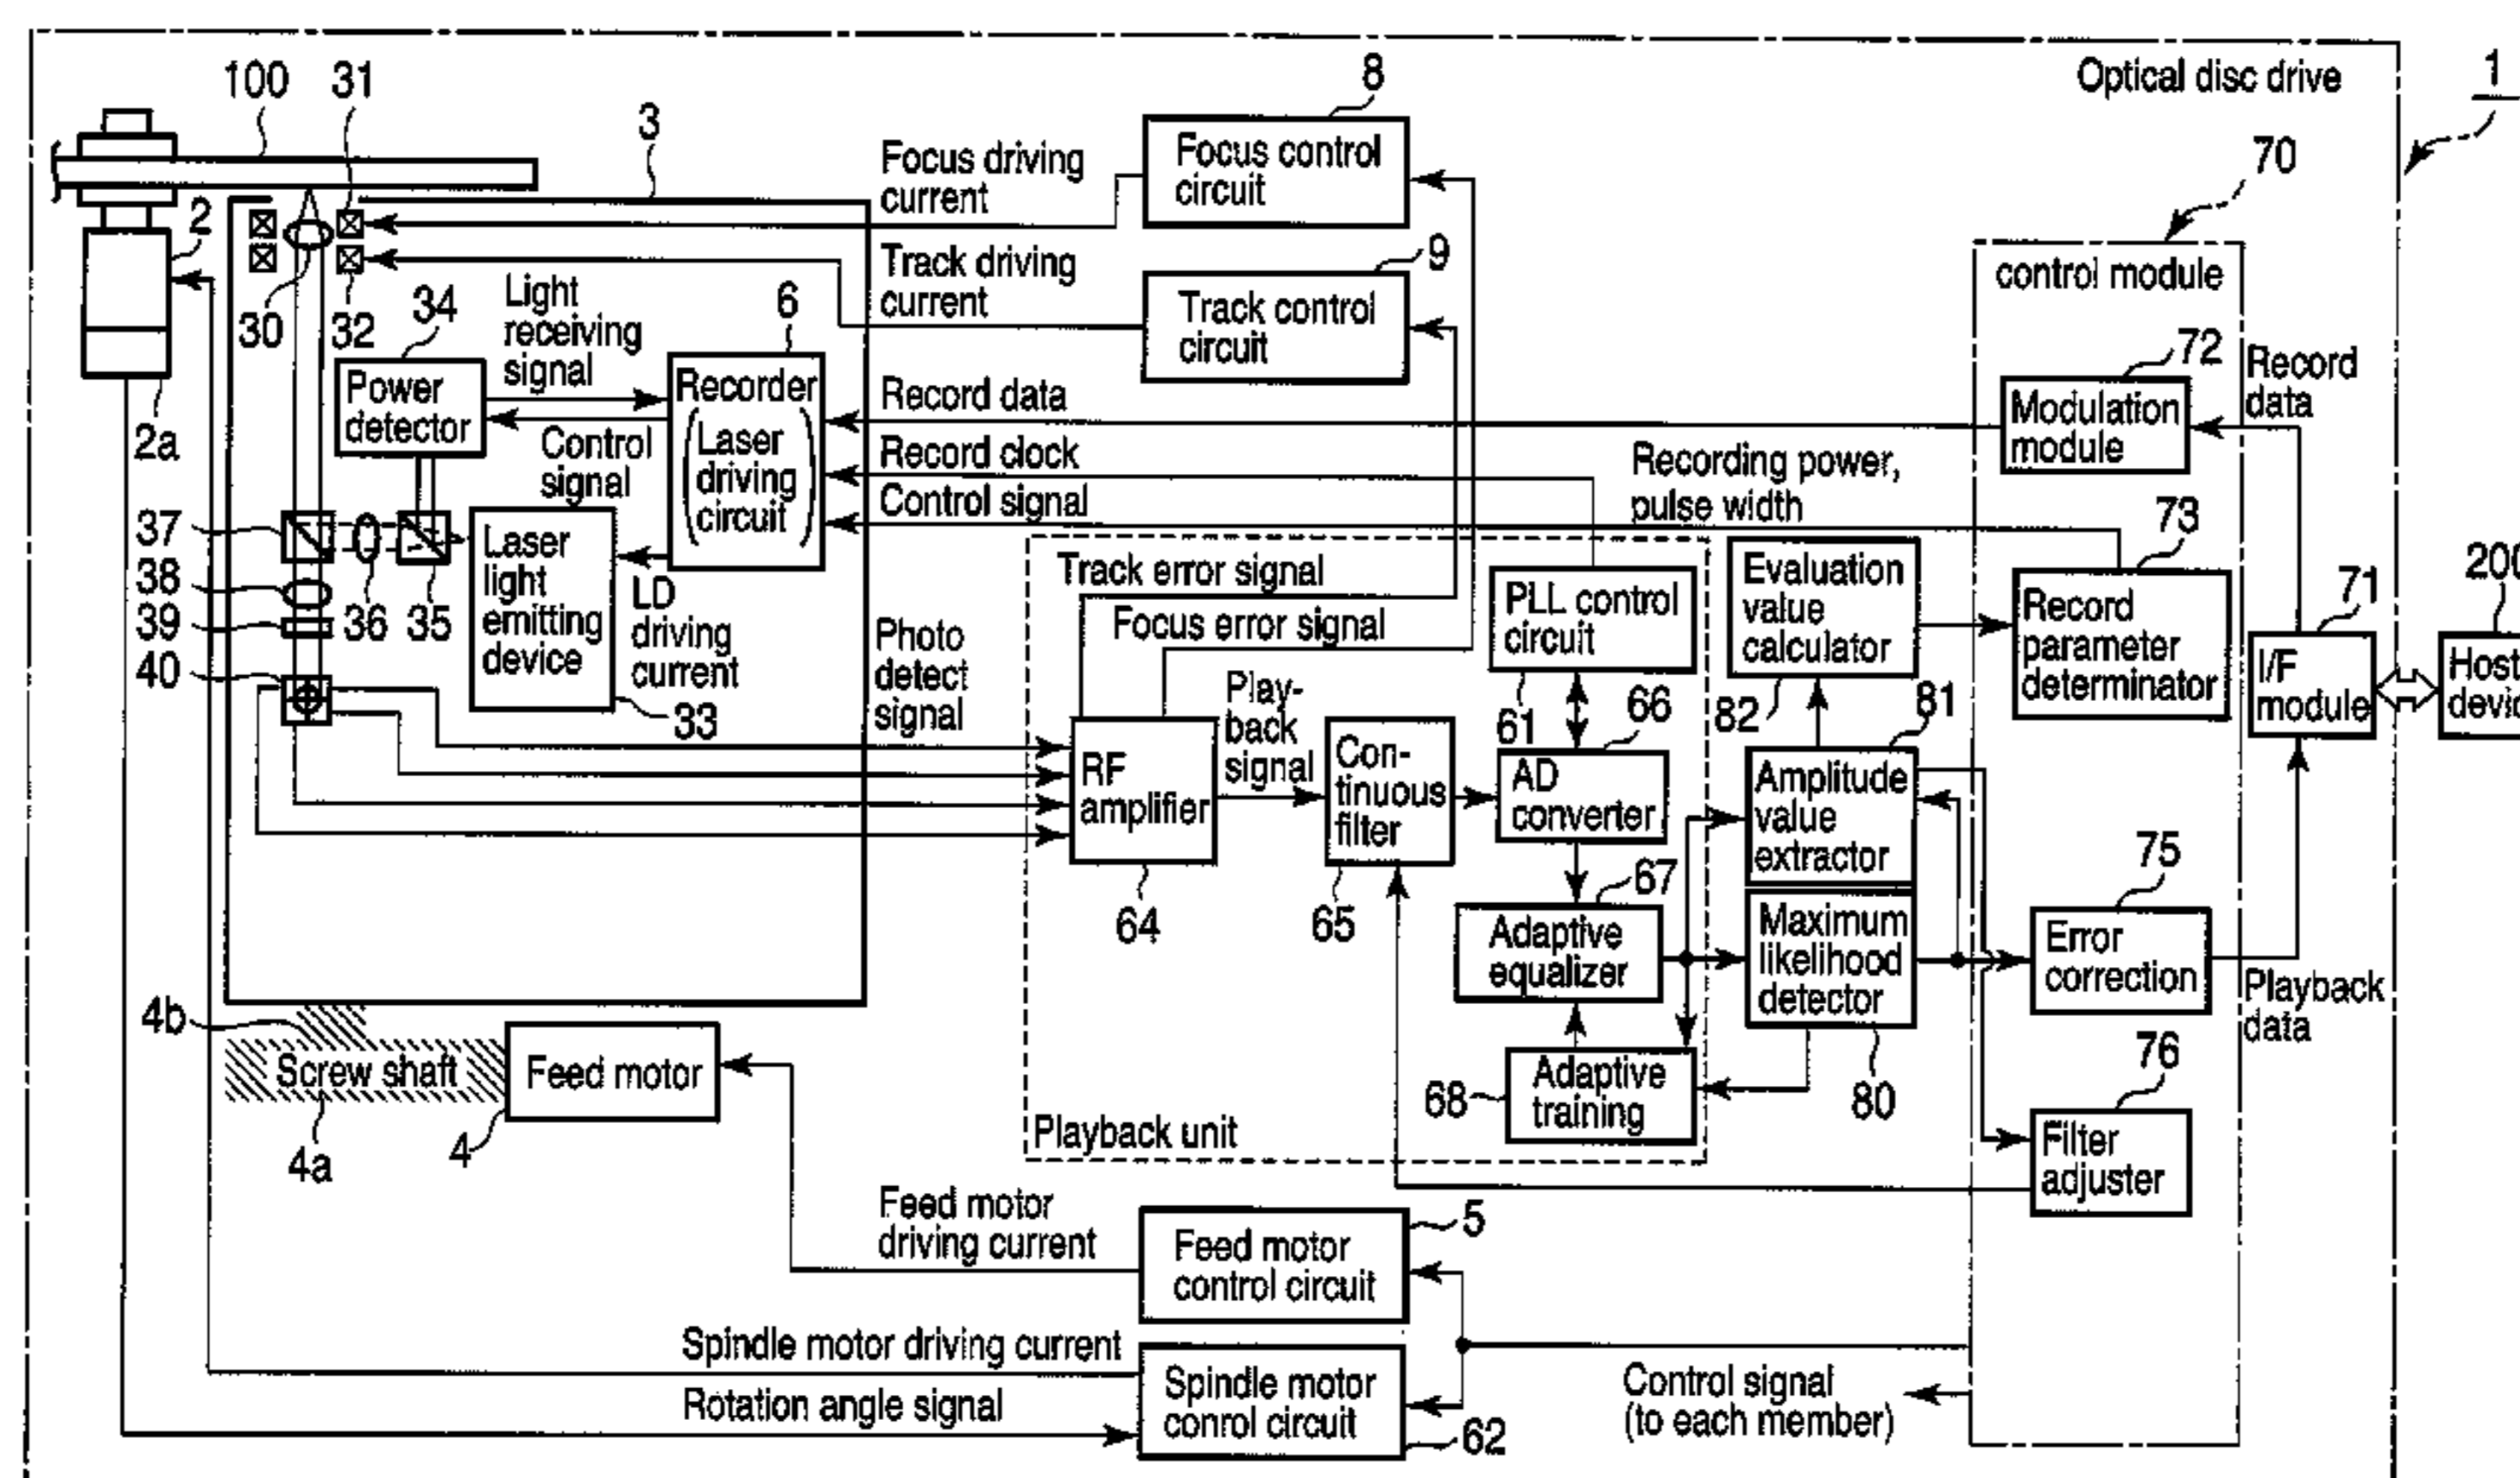 Optical disc drive
1
100
31
3
8
Focus control
circuit
Focus driving
current
70
control module
2
9
Track control
circuit
Track driving
current
30
32
34
Light
receiving
signal
6
Power
detector
Recorder
Laser
driving
circuit
Control
signal
2a
Record data
Record clock
Control signal
Recording power,
pulse width
72
Modulation
module
Record
data
73
Record
parameter
determinator
37
38
39
40
36
35
Laser
light
emitting
device
33
LD
driving
current
Photo
detect
signal
Track error signal
Focus error signal
PLL control
circuit
61
Evaluation
value
calculator
82
71
I/F
module
200
Host
devic
RF
amplifier
64
Play-
back
signal
Con-
tinuous
filter
65
66
AD
converter
81
Amplitude
value
extractor
67
Adaptive
equalizer
Maximum
likelihood
detector
80
75
Error
correction
Playback
data
68
Adaptive
training
76
Filter
adjuster
Playback unit
4b
Screw shaft
4a
Feed motor
4
Feed motor
driving current
5
Feed motor
control circuit
Spindle motor driving current
Rotation angle signal
Spindle motor
conrol circuit
62
Control signal
(to each member)